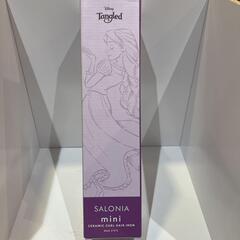 Disney
Tangled
SALONIA
mini
CERAMIC CURL HAIR IRON